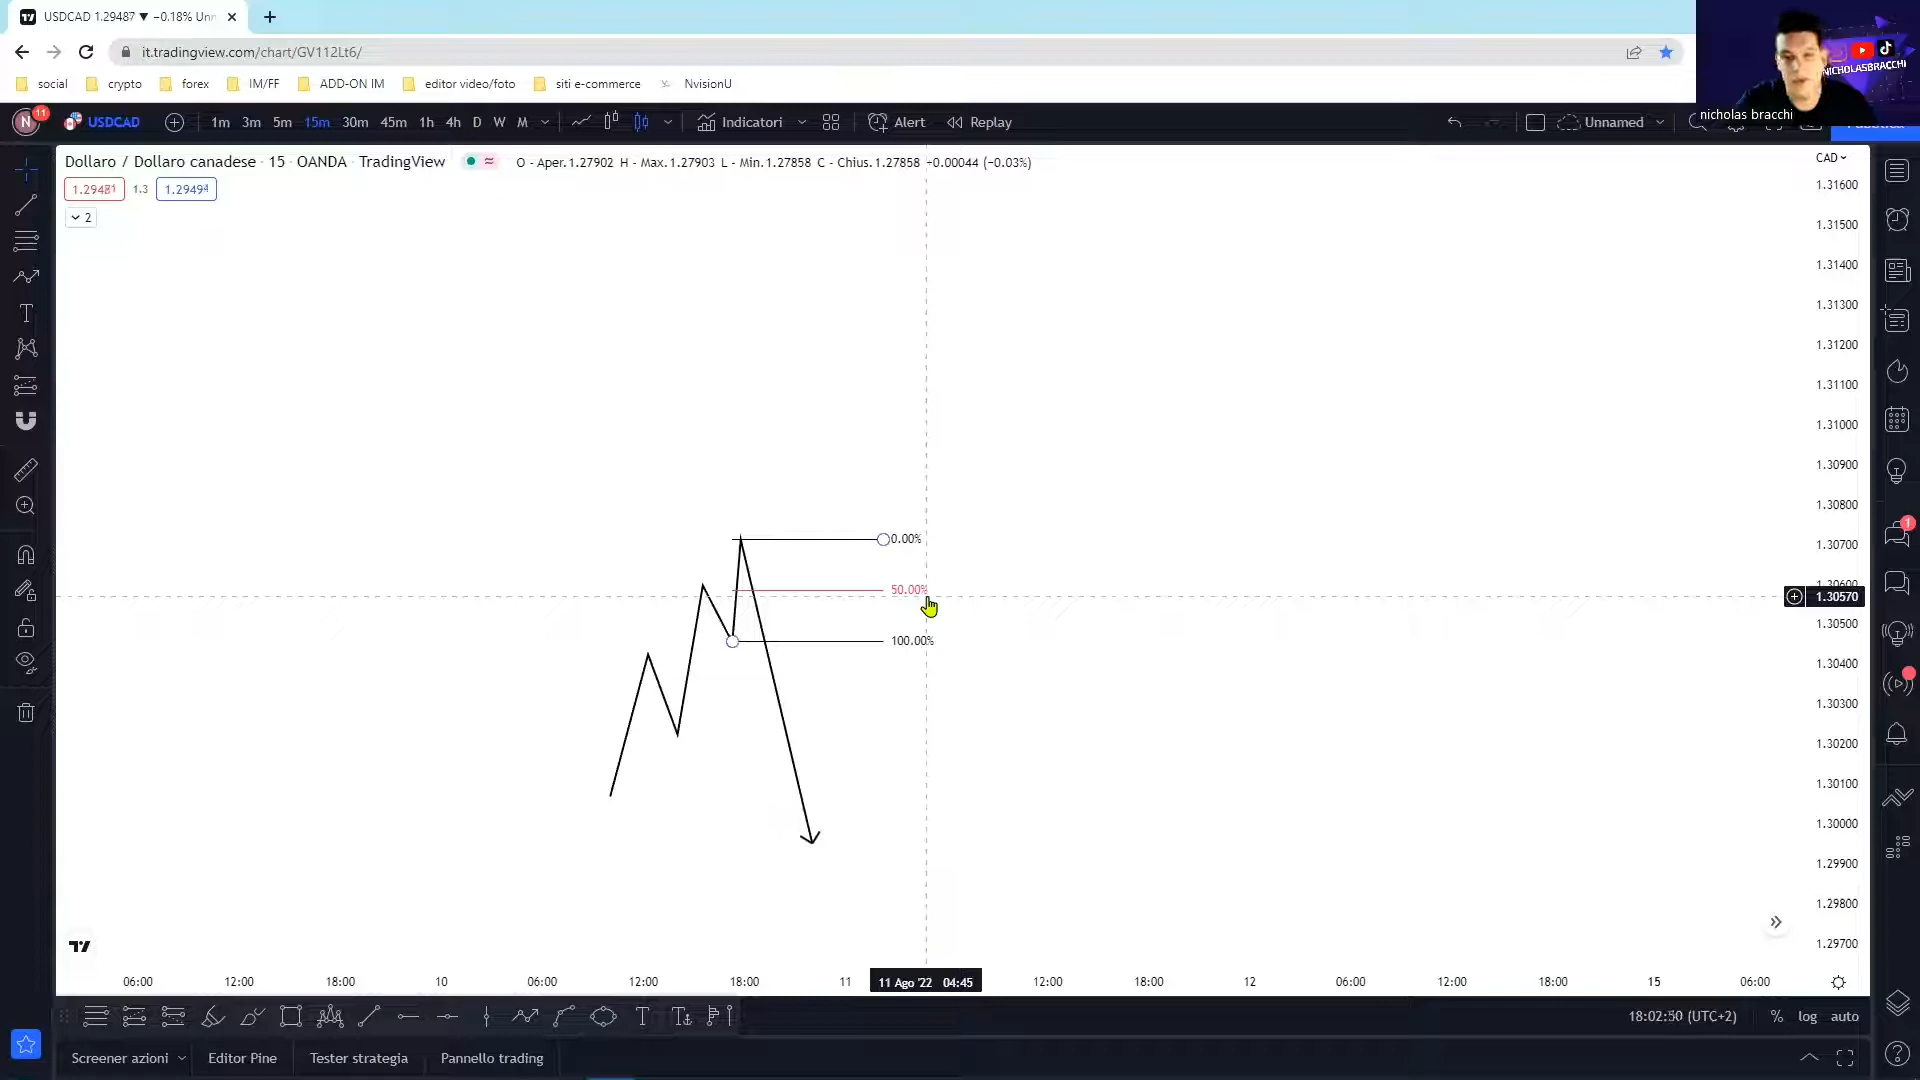 USDCAD 1.29487 ▼ −0.18% Unn
it.tradingview.com/chart/GV112Lt6/
social crypto forex IM/FF ADD-ON IM editor video/foto siti e-commerce NvisionU
NICHOLASBRACCHI
nicholas bracchi
N 11 USDCAD 1m 3m 5m 15m 30m 45m 1h 4h D W M Indicatori Alert Replay Unnamed
Dollaro / Dollaro canadese · 15 · OANDA · TradingView O - Aper.1.27902 H - Max.1.27903 L - Min.1.27858 C - Chius.1.27858 −0.00044 (−0.03%)
CAD
1.29481 1.3 1.29494
2
1.31600
1.31500
1.31400
1.31300
1.31200
1.31100
1.31000
1.30900
1.30800
1.30700
1.30600
1.30570
1.30500
1.30400
1.30300
1.30200
1.30100
1.30000
1.29900
1.29800
1.29700
0.00%
50.00%
100.00%
1
06:00 12:00 18:00 10 06:00 12:00 18:00 11 11 Ago '22 04:45 12:00 18:00 12 06:00 12:00 18:00 15 06:00
18:02:50 (UTC+2) % log auto
Screener azioni Editor Pine Tester strategia Pannello trading